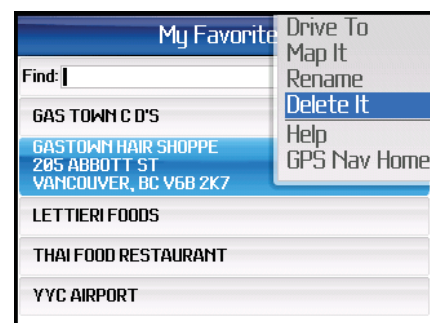 My Favorite
Find:
GAS TOWN C D'S
GASTOWN HAIR SHOPPE
205 ABBOTT ST
VANCOUVER, BC V6B 2K7
LETTIERI FOODS
THAI FOOD RESTAURANT
YYC AIRPORT
Drive To
Map It
Rename
Delete It
Help
GPS Nav Home